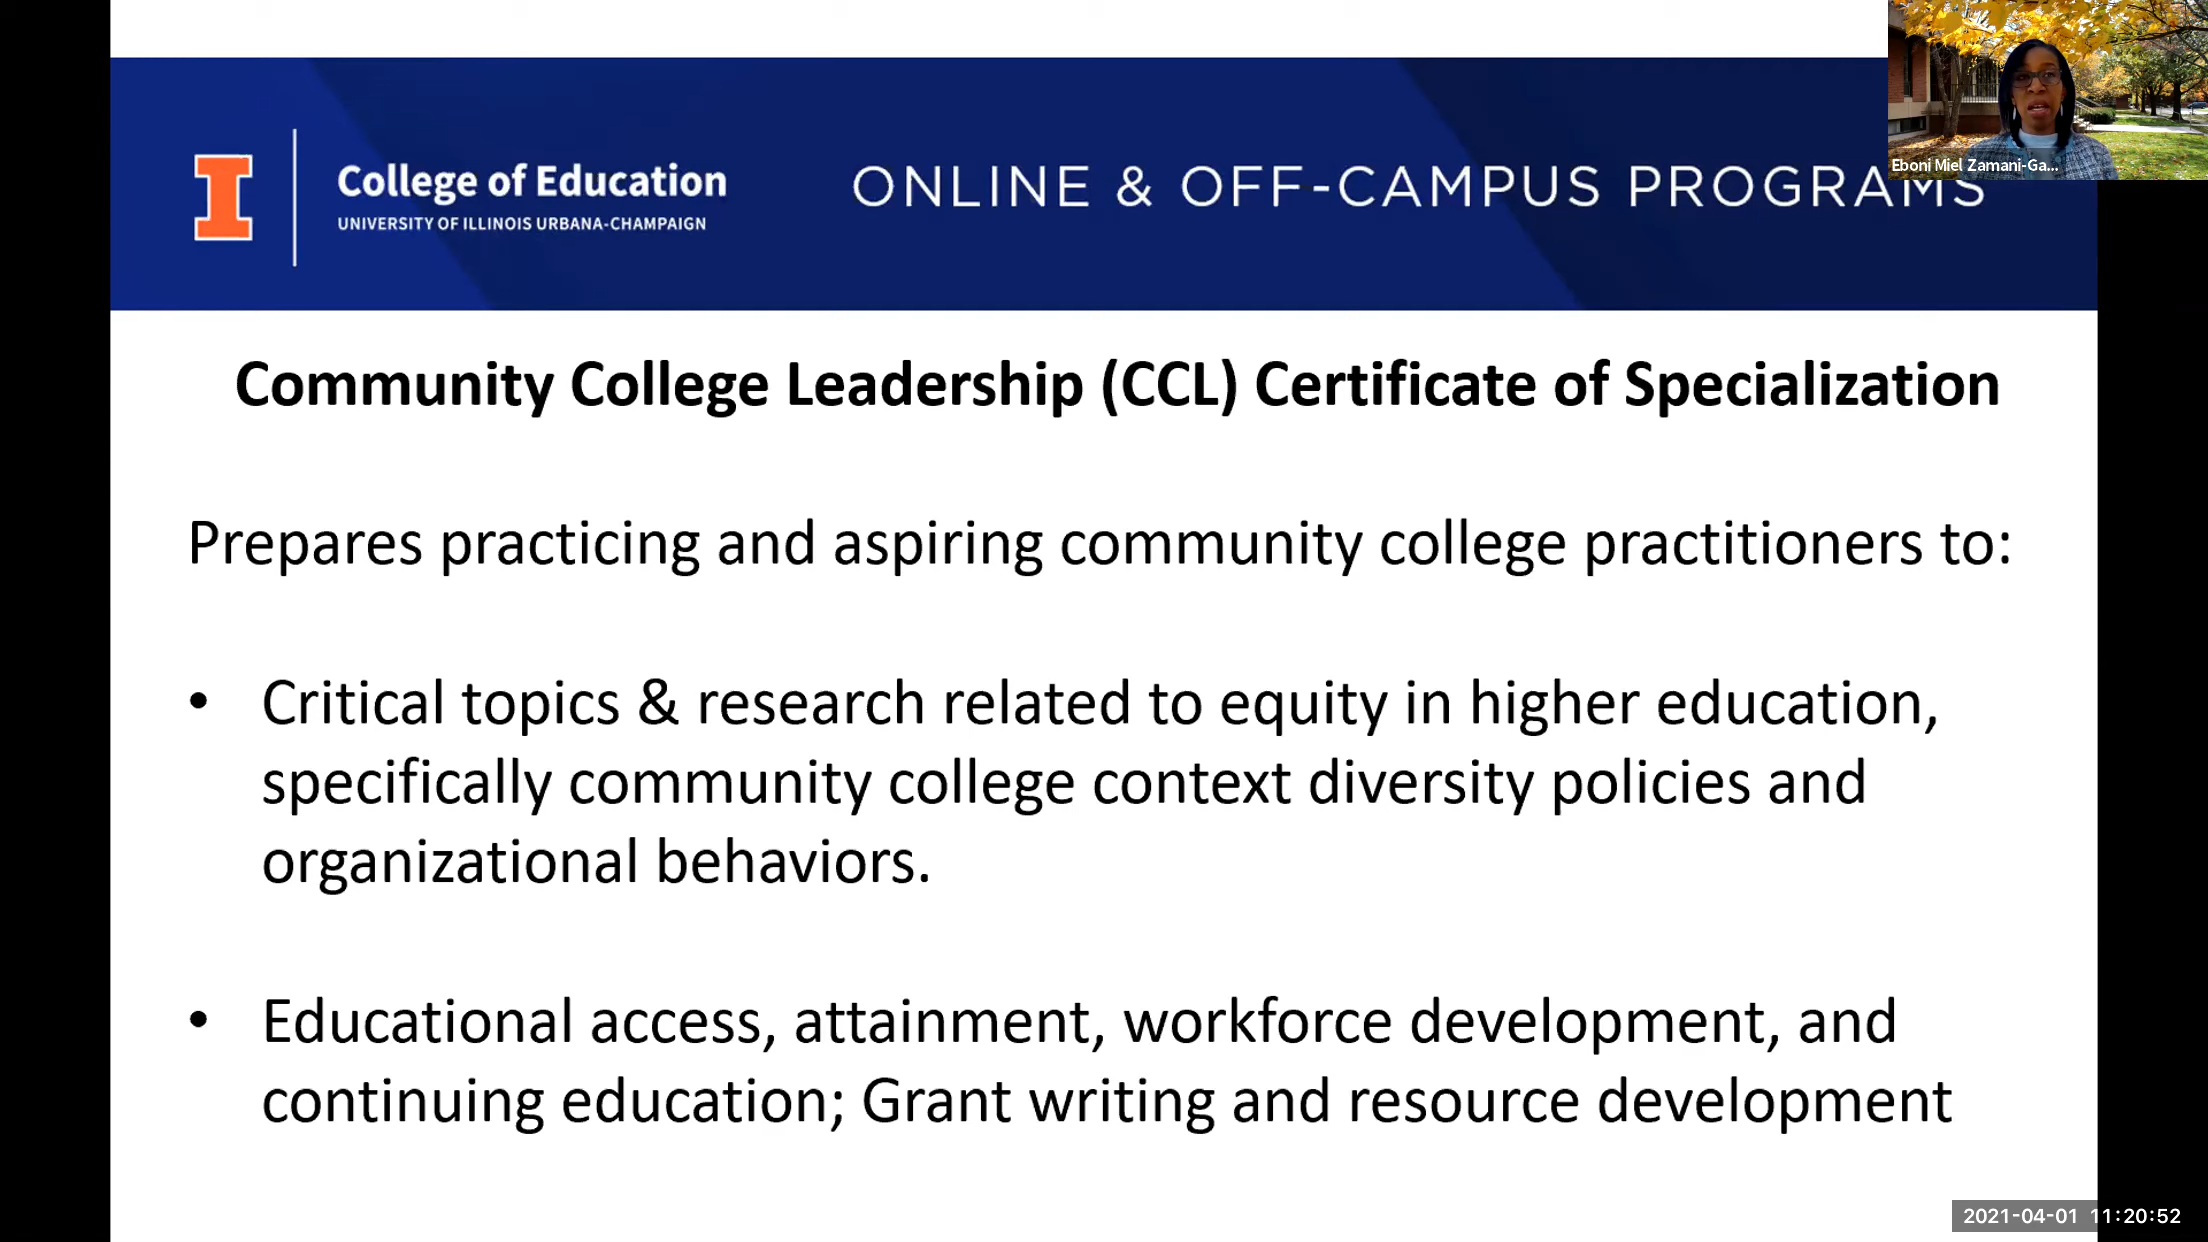 College of Education
UNIVERSITY OF ILLINOIS URBANA-CHAMPAIGN
ONLINE & OFF-CAMPUS PROGRAMS
Eboni Miel Zamani-Ga...
Community College Leadership (CCL) Certificate of Specialization
Prepares practicing and aspiring community college practitioners to:
• Critical topics & research related to equity in higher education,
specifically community college context diversity policies and
organizational behaviors.
• Educational access, attainment, workforce development, and
continuing education; Grant writing and resource development
2021-04-01 11:20:52